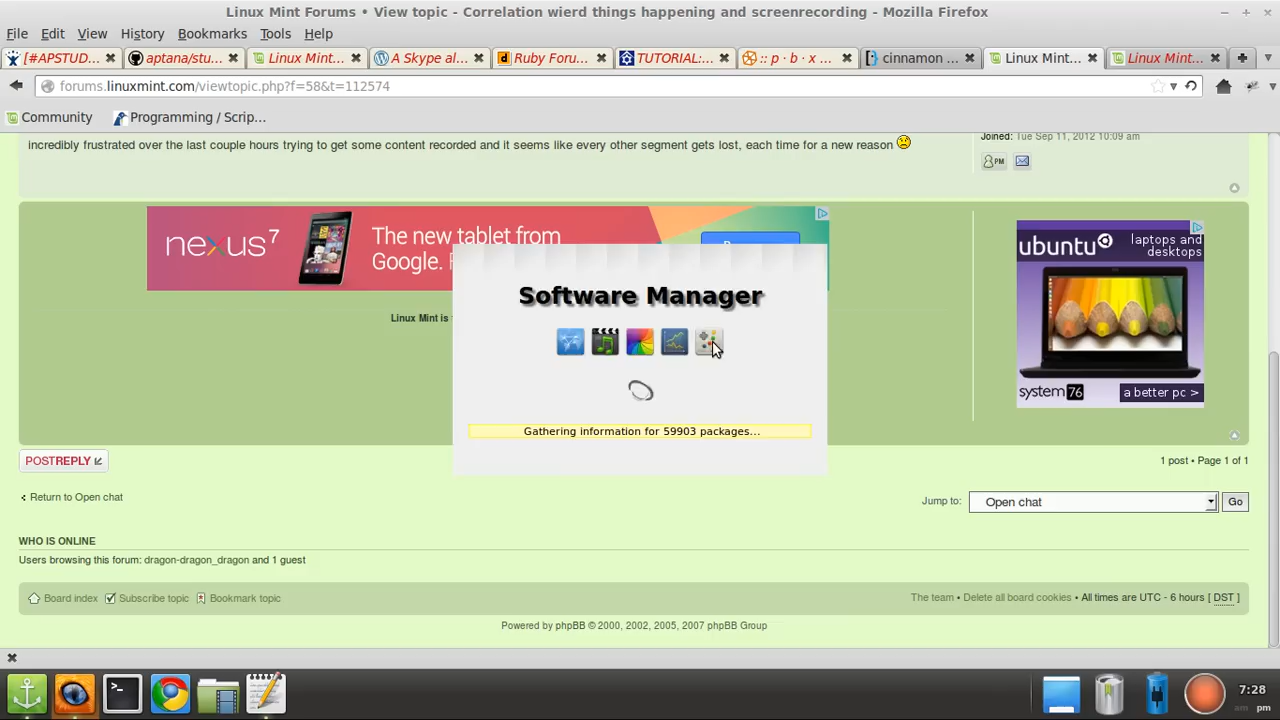 Linux Mint Forums • View topic - Correlation wierd things happening and screenrecording - Mozilla Firefox
File Edit View History Bookmarks Tools Help
[#APSTUD... aptana/stu... Linux Mint... A Skype al... Ruby Foru... TUTORIAL:... :: p · b · x ... cinnamon ... Linux Mint... Linux Mint...
forums.linuxmint.com/viewtopic.php?f=58&t=112574
Community Programming / Scrip...
Joined: Tue Sep 11, 2012 10:09 am
incredibly frustrated over the last couple hours trying to get some content recorded and it seems like every other segment gets lost, each time for a new reason
PM
nexus 7
The new tablet from
Google.
ubuntu laptops and
desktops
system76 a better pc >
Software Manager
Linux Mint is
Gathering information for 59903 packages...
POSTREPLY
1 post • Page 1 of 1
Return to Open chat
Jump to: Open chat Go
WHO IS ONLINE
Users browsing this forum: dragon-dragon_dragon and 1 guest
Board index Subscribe topic Bookmark topic
The team • Delete all board cookies • All times are UTC - 6 hours [ DST ]
Powered by phpBB © 2000, 2002, 2005, 2007 phpBB Group
7:28
am pm